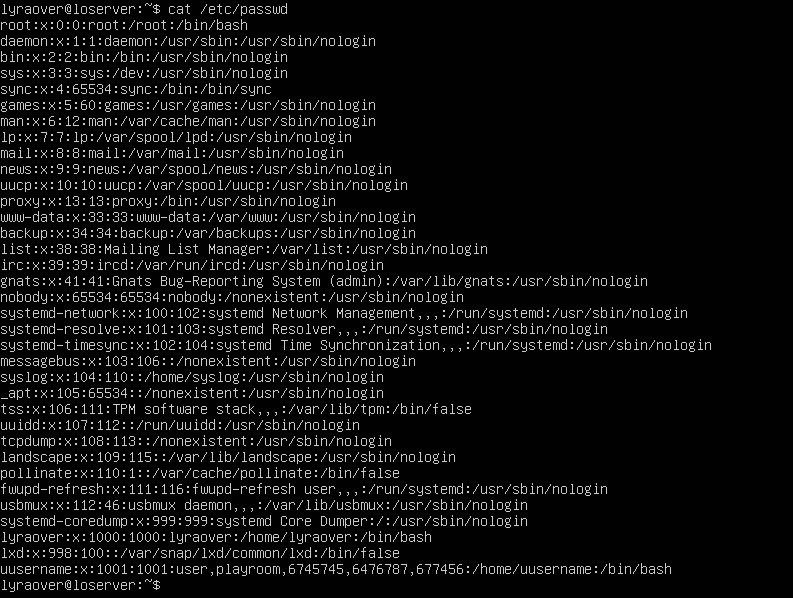 lyraover@loserver:~$ cat /etc/passwd
root:x:0:0:root:/root:/bin/bash
daemon:x:1:1:daemon:/usr/sbin:/usr/sbin/nologin
bin:x:2:2:bin:/bin:/usr/sbin/nologin
sys:x:3:3:sys:/dev:/usr/sbin/nologin
sync:x:4:65534:sync:/bin:/bin/sync
games:x:5:60:games:/usr/games:/usr/sbin/nologin
man:x:6:12:man:/var/cache/man:/usr/sbin/nologin
lp:x:7:7:lp:/var/spool/lpd:/usr/sbin/nologin
mail:x:8:8:mail:/var/mail:/usr/sbin/nologin
news:x:9:9:news:/var/spool/news:/usr/sbin/nologin
uucp:x:10:10:uucp:/var/spool/uucp:/usr/sbin/nologin
proxy:x:13:13:proxy:/bin:/usr/sbin/nologin
www-data:x:33:33:www-data:/var/www:/usr/sbin/nologin
backup:x:34:34:backup:/var/backups:/usr/sbin/nologin
list:x:38:38:Mailing List Manager:/var/list:/usr/sbin/nologin
irc:x:39:39:ircd:/var/run/ircd:/usr/sbin/nologin
gnats:x:41:41:Gnats Bug-Reporting System (admin):/var/lib/gnats:/usr/sbin/nologin
nobody:x:65534:65534:nobody:/nonexistent:/usr/sbin/nologin
systemd-network:x:100:102:systemd Network Management,,,:/run/systemd:/usr/sbin/nologin
systemd-resolve:x:101:103:systemd Resolver,,,:/run/systemd:/usr/sbin/nologin
systemd-timesync:x:102:104:systemd Time Synchronization,,,:/run/systemd:/usr/sbin/nologin
messagebus:x:103:106::/nonexistent:/usr/sbin/nologin
syslog:x:104:110::/home/syslog:/usr/sbin/nologin
_apt:x:105:65534::/nonexistent:/usr/sbin/nologin
tss:x:106:111:TPM software stack,,,:/var/lib/tpm:/bin/false
uuidd:x:107:112::/run/uuidd:/usr/sbin/nologin
tcpdump:x:108:113::/nonexistent:/usr/sbin/nologin
landscape:x:109:115::/var/lib/landscape:/usr/sbin/nologin
pollinate:x:110:1::/var/cache/pollinate:/bin/false
fwupd-refresh:x:111:116:fwupd-refresh user,,,:/run/systemd:/usr/sbin/nologin
usbmux:x:112:46:usbmux daemon,,,:/var/lib/usbmux:/usr/sbin/nologin
systemd-coredump:x:999:999:systemd Core Dumper:/:/usr/sbin/nologin
lyraover:x:1000:1000:lyraover:/home/lyraover:/bin/bash
lxd:x:998:100::/var/snap/lxd/common/lxd:/bin/false
uusername:x:1001:1001:user,playroom,6745745,6476787,677456:/home/uusername:/bin/bash
lyraover@loserver:~$